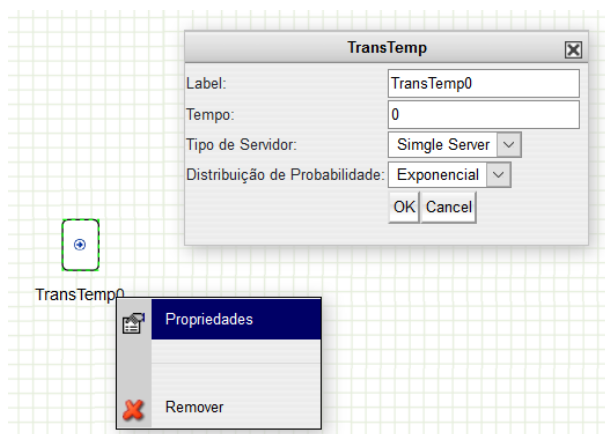 TransTemp
Label: TransTemp0
Tempo: 0
Tipo de Servidor: Simgle Server
Distribuição de Probabilidade: Exponencial
OK Cancel
TransTemp0
Propriedades
Remover